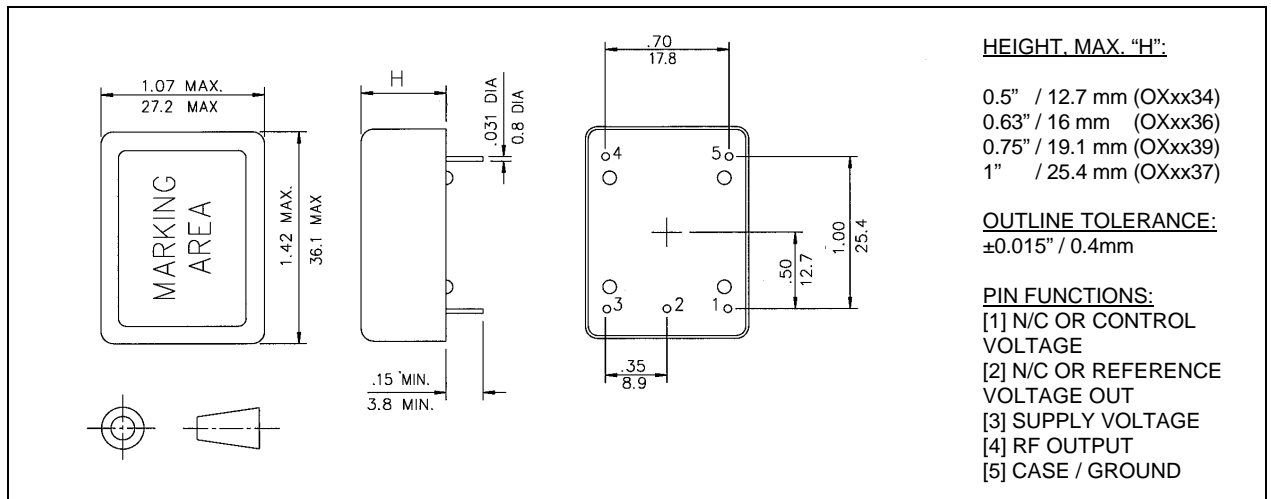 1.07 MAX.
27.2 MAX
MARKING
AREA
1.42 MAX.
36.1 MAX
H
.031 DIA
0.8 DIA
.15 MIN.
3.8 MIN.
.70
17.8
4
5
3
2
1
.50
12.7
1.00
25.4
.35
8.9
HEIGHT, MAX. “H”:
0.5” / 12.7 mm (OXxx34)
0.63” / 16 mm (OXxx36)
0.75” / 19.1 mm (OXxx39)
1” / 25.4 mm (OXxx37)
OUTLINE TOLERANCE:
±0.015” / 0.4mm
PIN FUNCTIONS:
[1] N/C OR CONTROL
VOLTAGE
[2] N/C OR REFERENCE
VOLTAGE OUT
[3] SUPPLY VOLTAGE
[4] RF OUTPUT
[5] CASE / GROUND